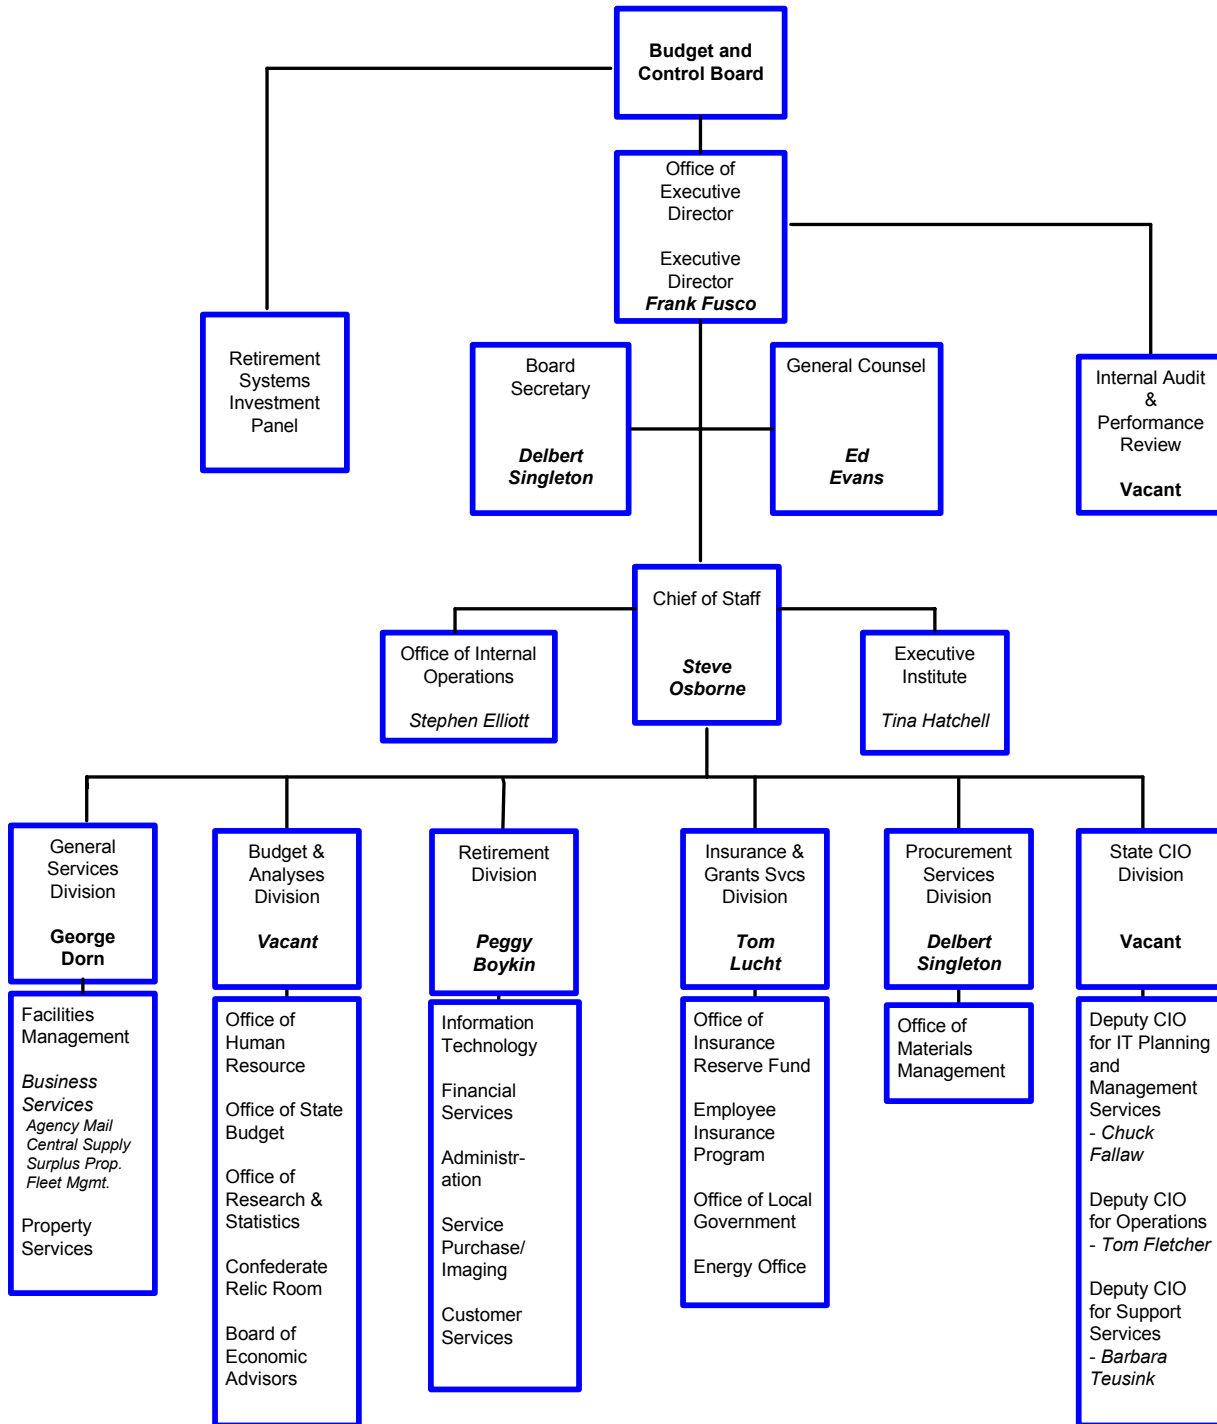 Budget and
Control Board
Office of
Executive
Director
Executive
Director
Frank Fusco
Retirement
Systems
Investment
Panel
Board
Secretary
Delbert
Singleton
General Counsel
Ed
Evans
Internal Audit
&
Performance
Review
Vacant
Chief of Staff
Steve
Osborne
Office of Internal
Operations
Stephen Elliott
Executive
Institute
Tina Hatchell
General
Services
Division
George
Dorn
Budget &
Analyses
Division
Vacant
Retirement
Division
Peggy
Boykin
Insurance &
Grants Svcs
Division
Tom
Lucht
Procurement
Services
Division
Delbert
Singleton
State CIO
Division
Vacant
Facilities
Management
Business
Services
Agency Mail
Central Supply
Surplus Prop.
Fleet Mgmt.
Property
Services
Office of
Human
Resource
Office of State
Budget
Office of
Research &
Statistics
Confederate
Relic Room
Board of
Economic
Advisors
Information
Technology
Financial
Services
Administr-
ation
Service
Purchase/
Imaging
Customer
Services
Office of
Insurance
Reserve Fund
Employee
Insurance
Program
Office of Local
Government
Energy Office
Office of
Materials
Management
Deputy CIO
for IT Planning
and
Management
Services
- Chuck
Fallaw
Deputy CIO
for Operations
- Tom Fletcher
Deputy CIO
for Support
Services
- Barbara
Teusink